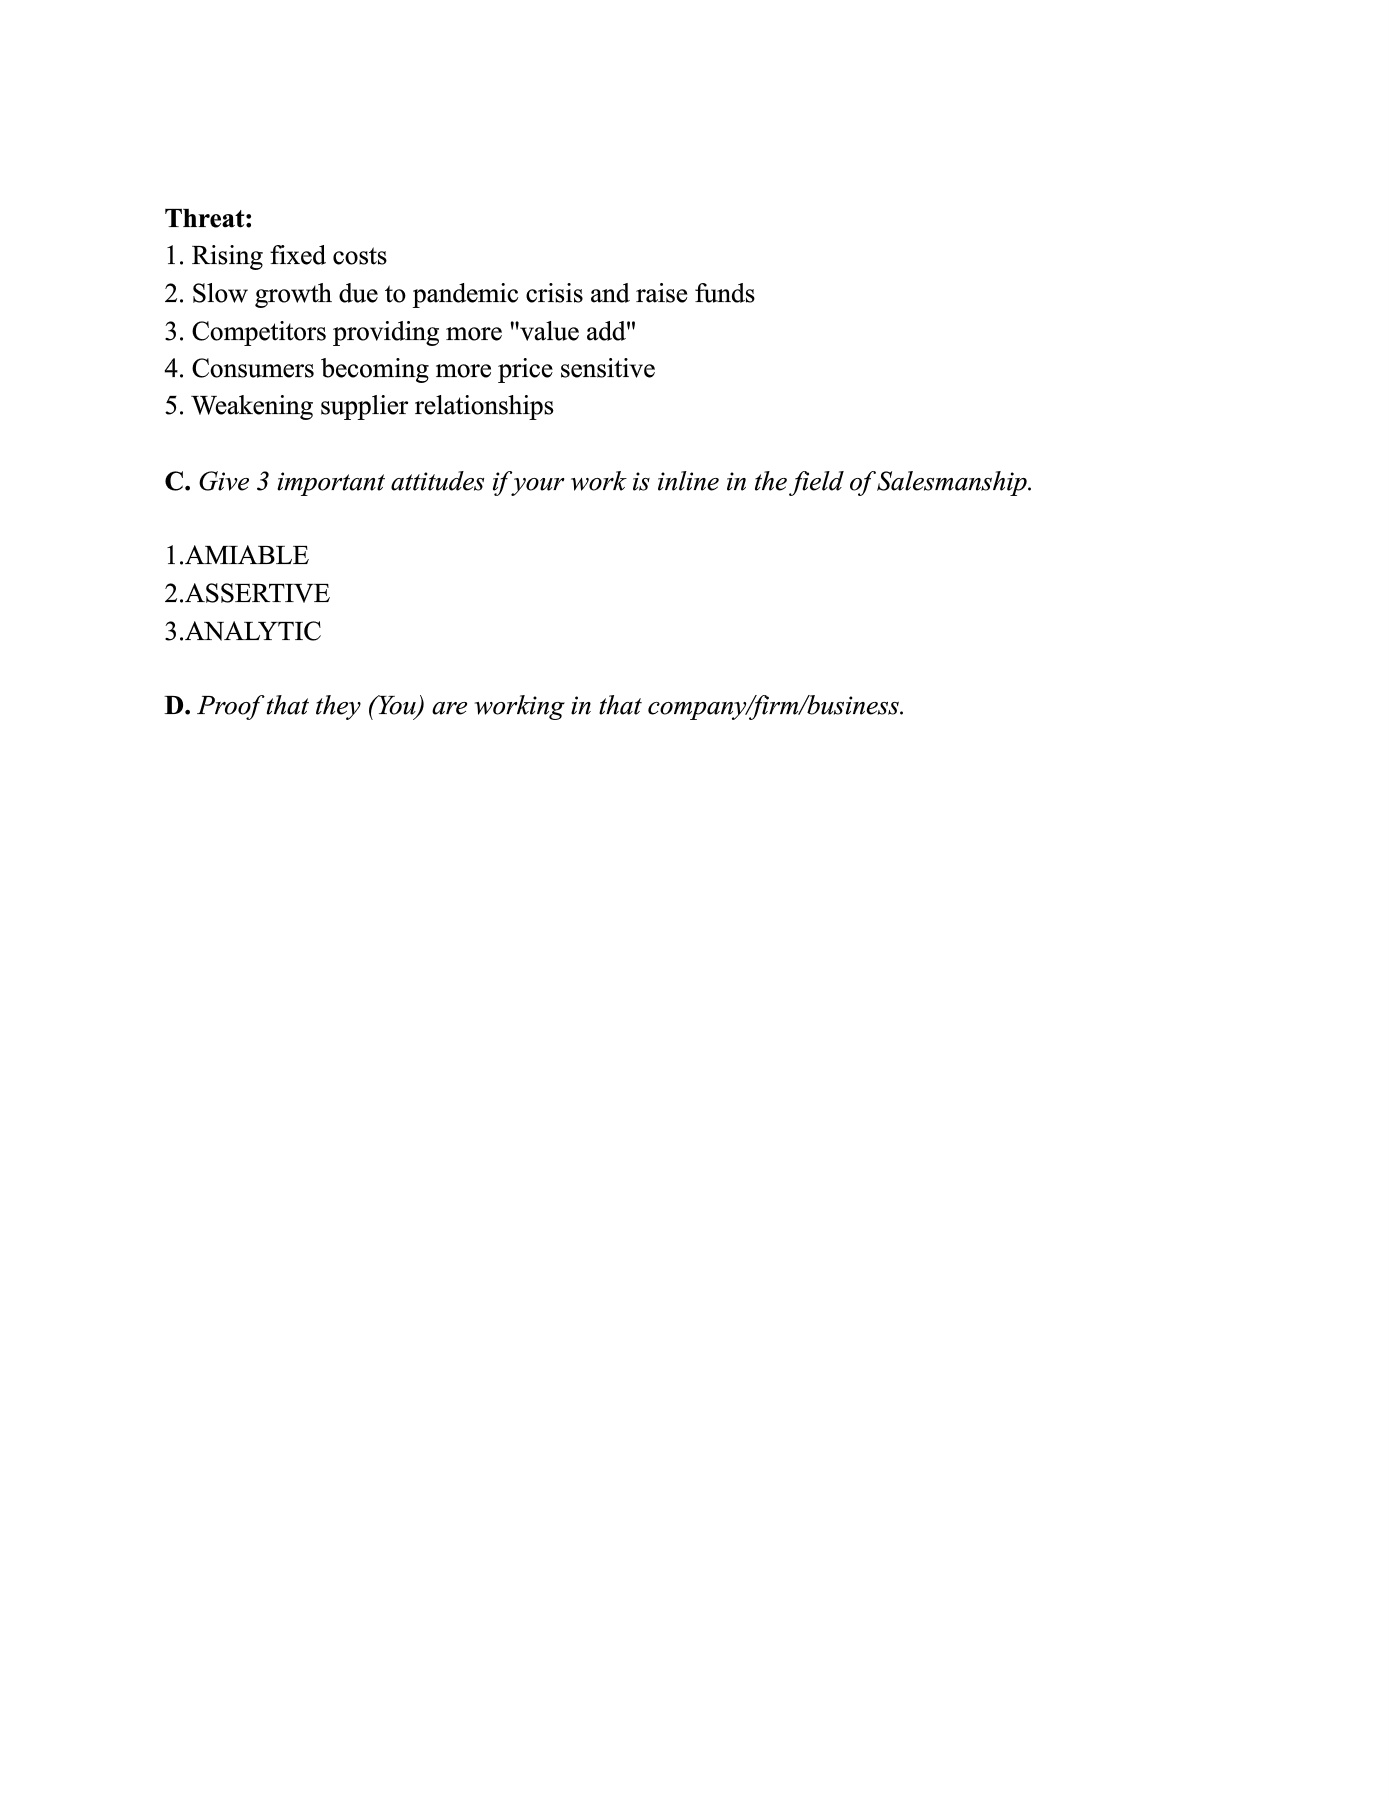 Threat:
1. Rising fixed costs
2. Slow growth due to pandemic crisis and raise funds
3. Competitors providing more "value add"
4. Consumers becoming more price sensitive
5. Weakening supplier relationships
C. Give 3 important attitudes if your work is inline in the field of Salesmanship.
1.AMIABLE
2.ASSERTIVE
3.ANALYTIC
D. Proof that they (You) are working in that company/firm/business.